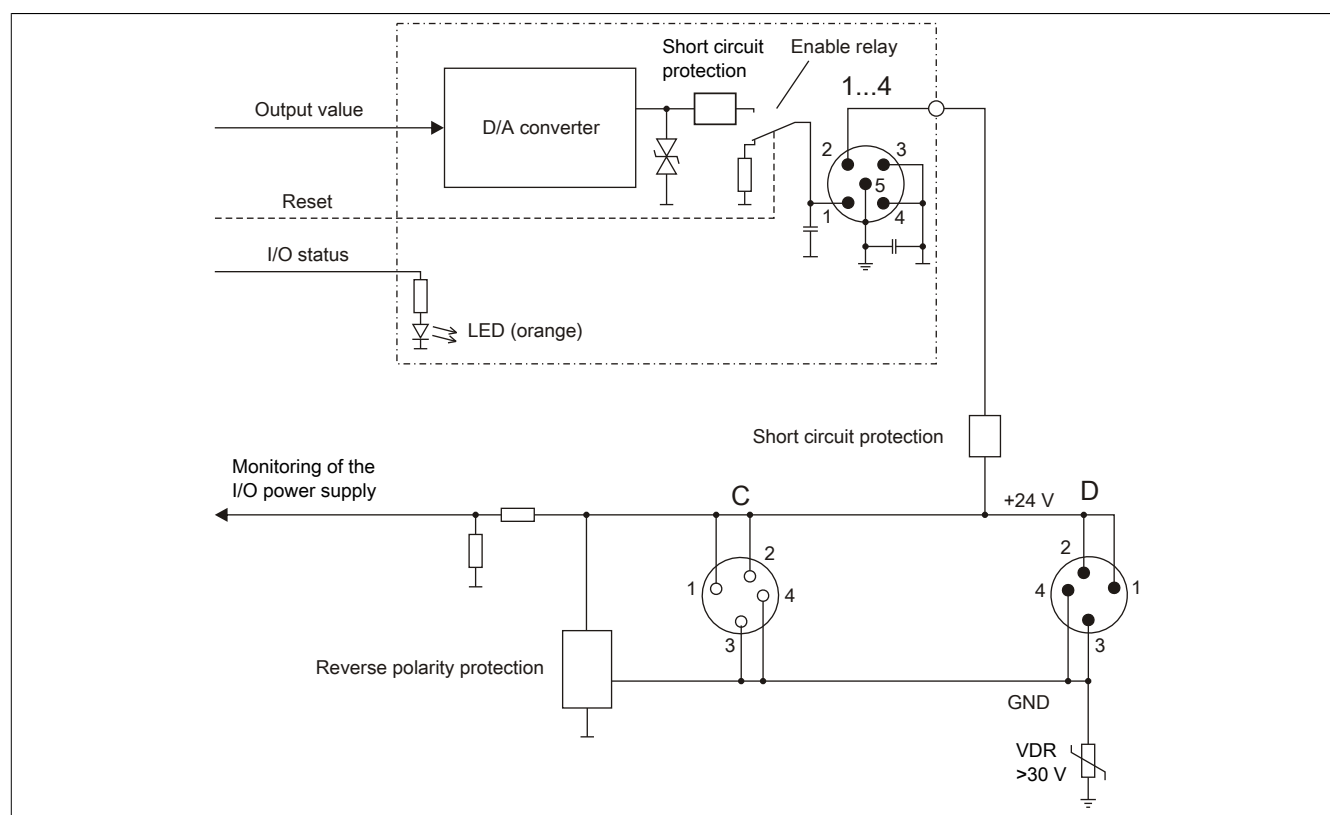 Short circuit
protection
Enable relay
1...4
Output value
D/A converter
2
3
5
1
4
Reset
I/O status
LED (orange)
Short circuit protection
Monitoring of the
I/O power supply
C
+24 V
D
2
1
4
3
2
4
1
3
Reverse polarity protection
GND
VDR
>30 V